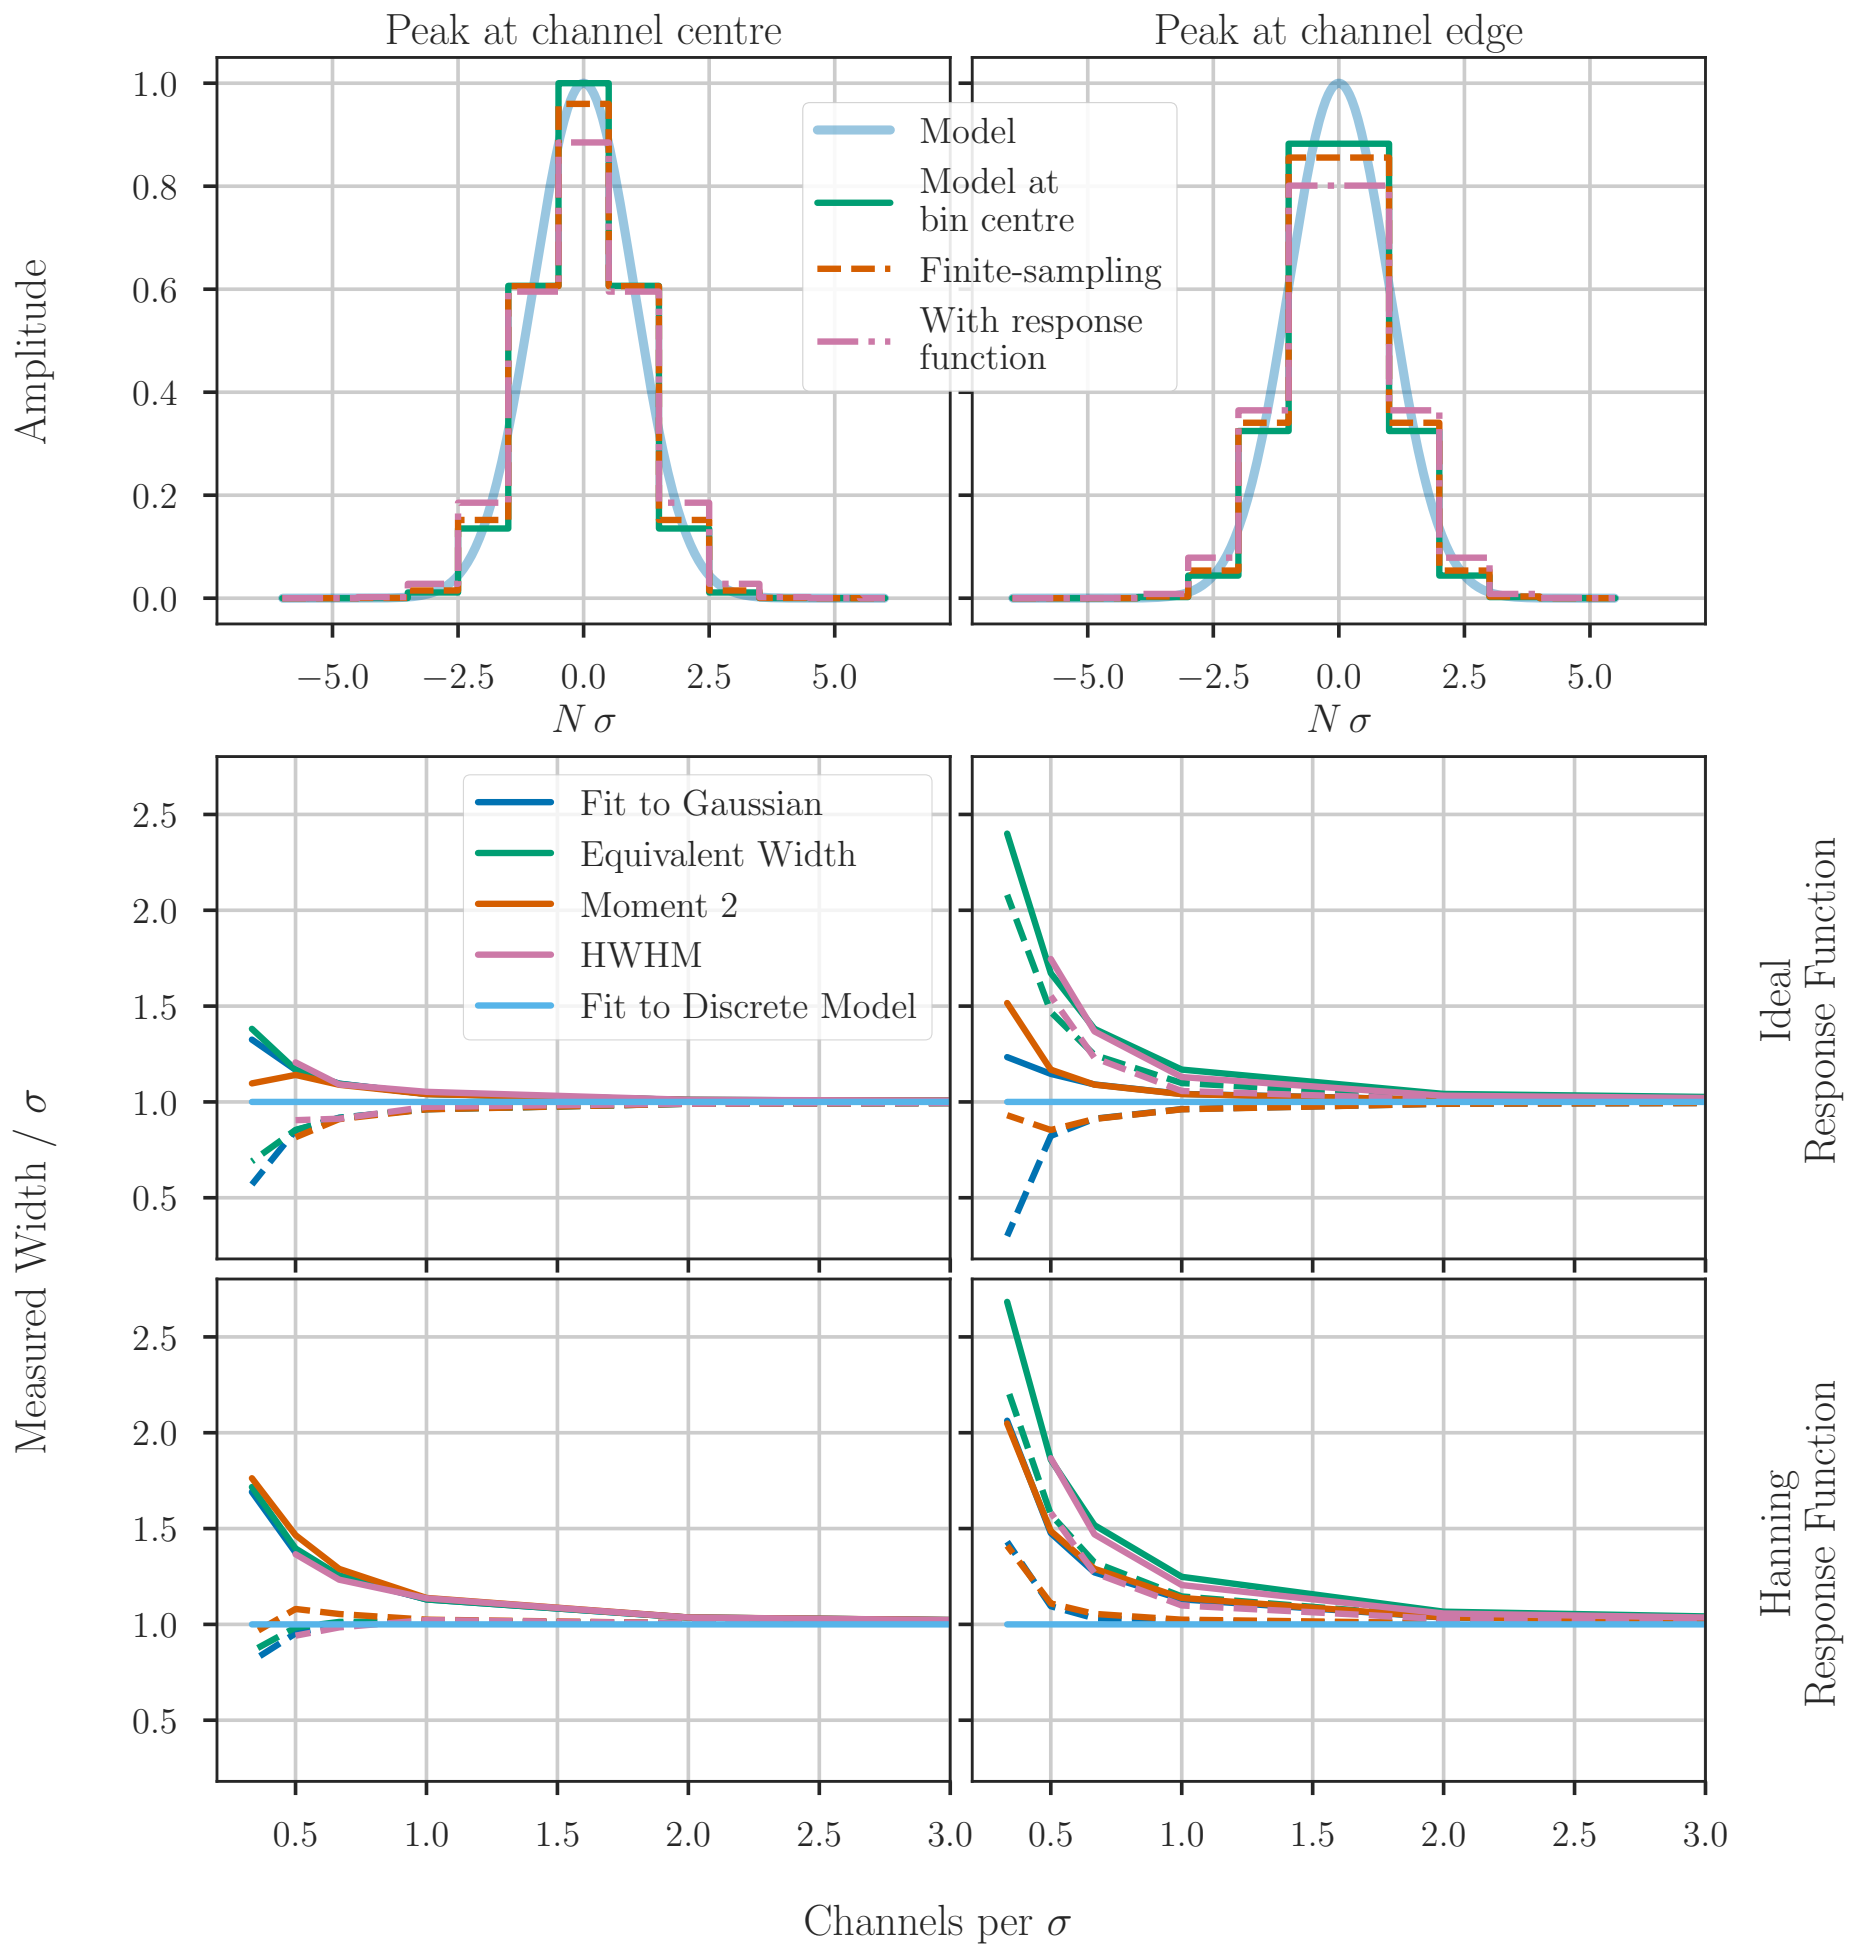 Peak at channel centre
Peak at channel edge
1.0
0.8
0.6
0.4
0.2
0.0
Amplitude
Model
Model at
bin centre
Finite-sampling
With response
function
−5.0 −2.5 0.0 2.5 5.0
−5.0 −2.5 0.0 2.5 5.0
N σ
N σ
2.5
2.0
1.5
1.0
0.5
Fit to Gaussian
Equivalent Width
Moment 2
HWHM
Fit to Discrete Model
Ideal
Response Function
Measured Width / σ
2.5
2.0
1.5
1.0
0.5
Hanning
Response Function
0.5 1.0 1.5 2.0 2.5 3.0
0.5 1.0 1.5 2.0 2.5 3.0
Channels per σ